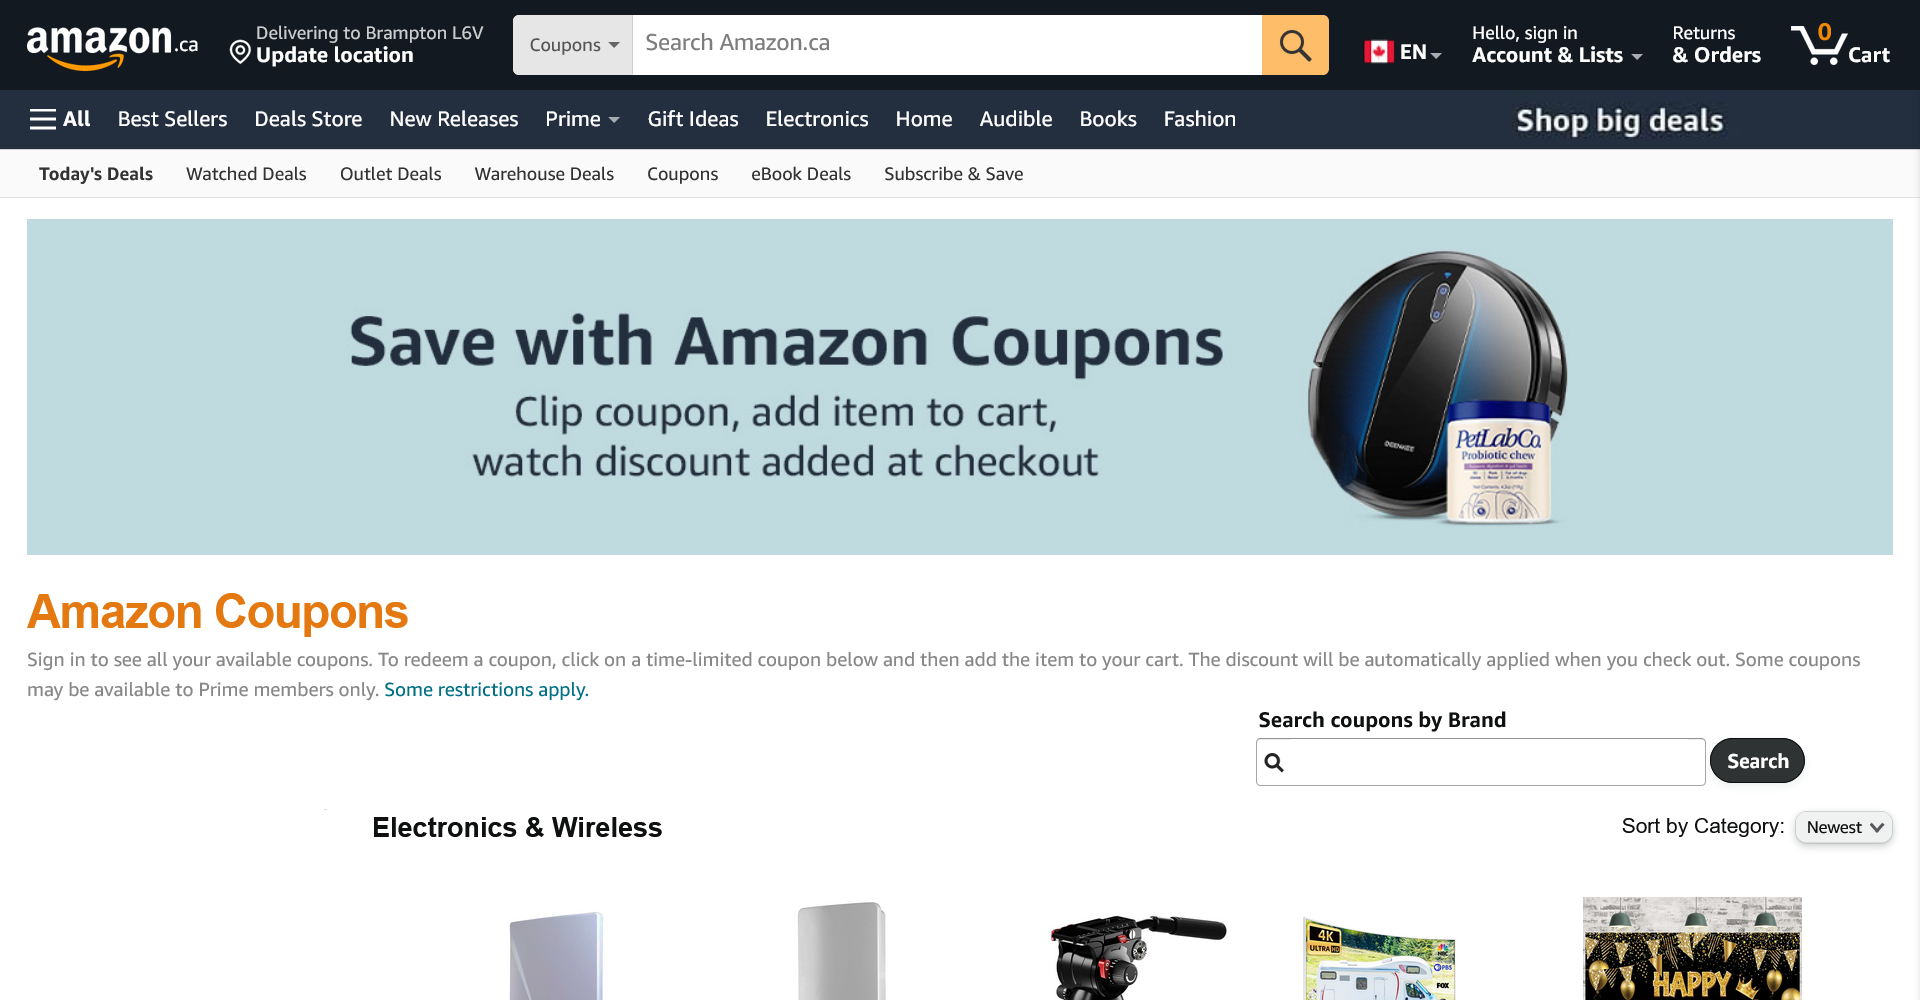 amazon.ca
Delivering to Brampton L6V
Update location
Coupons
Search Amazon.ca
EN
Hello, sign in
Account & Lists
Returns
& Orders
0
Cart
All
Best Sellers
Deals Store
New Releases
Prime
Gift Ideas
Electronics
Home
Audible
Books
Fashion
Shop big deals
Today's Deals
Watched Deals
Outlet Deals
Warehouse Deals
Coupons
eBook Deals
Subscribe & Save
Save with Amazon Coupons
Clip coupon, add item to cart,
watch discount added at checkout
PetLabCo.
Probiotic chew
Amazon Coupons
Sign in to see all your available coupons. To redeem a coupon, click on a time-limited coupon below and then add the item to your cart. The discount will be automatically applied when you check out. Some coupons
may be available to Prime members only. Some restrictions apply.
Search coupons by Brand
Search
Electronics & Wireless
Sort by Category:
Newest
4K
ULTRA HD
NBC
PBS
FOX
HAPPY